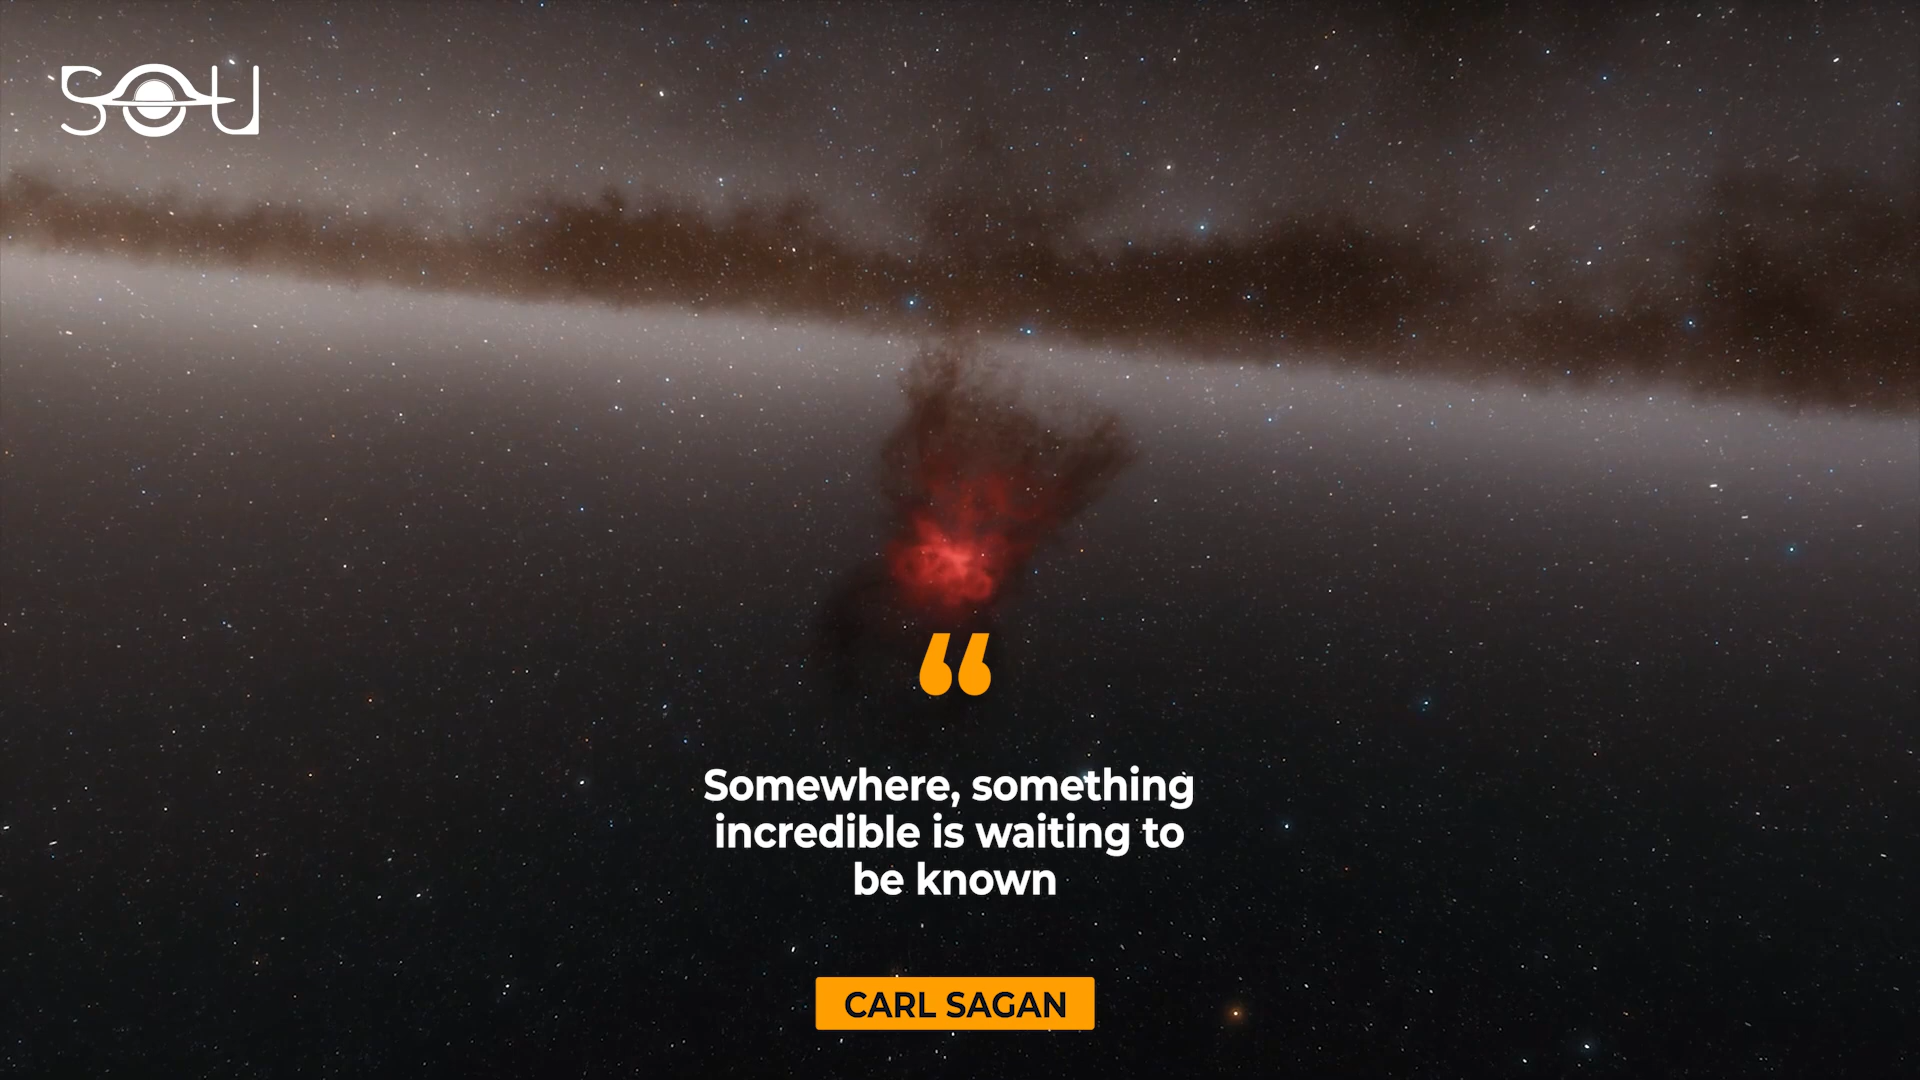 SOU
“
Somewhere, something
incredible is waiting to
be known
CARL SAGAN